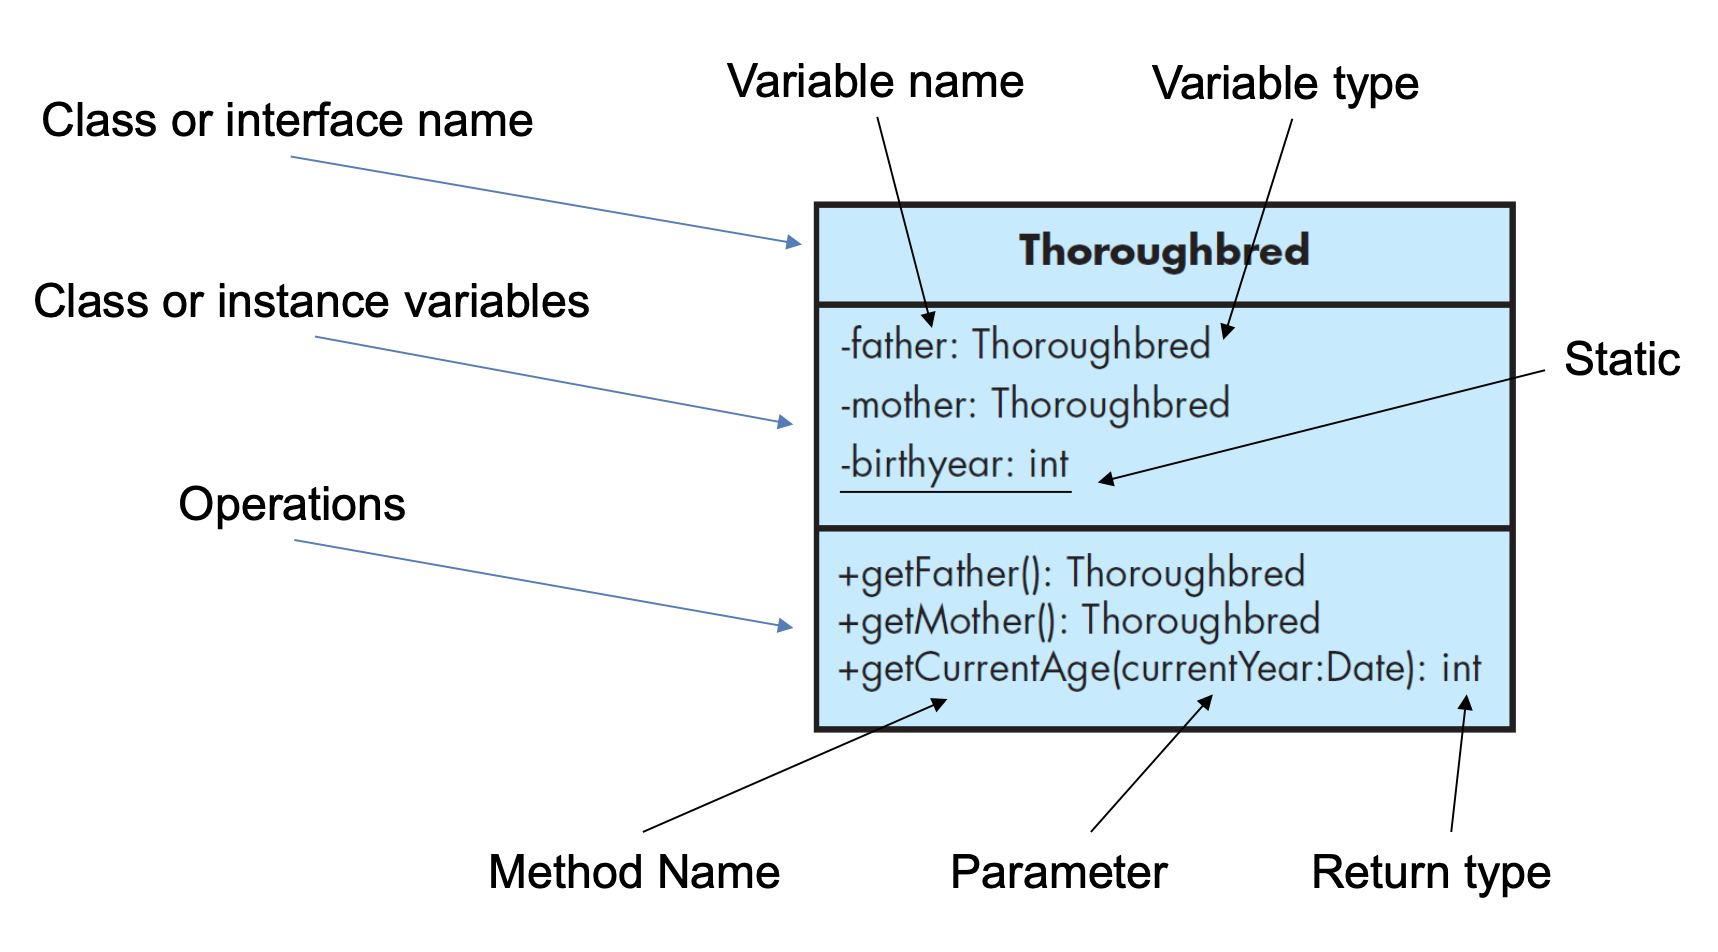 Variable name
Variable type
Class or interface name
Thoroughbred
Class or instance variables
-father: Thoroughbred
Static
-mother: Thoroughbred
-birthyear: int
Operations
+getFather(): Thoroughbred
+getMother(): Thoroughbred
+getCurrentAge(currentYear:Date): int
Method Name
Parameter
Return type